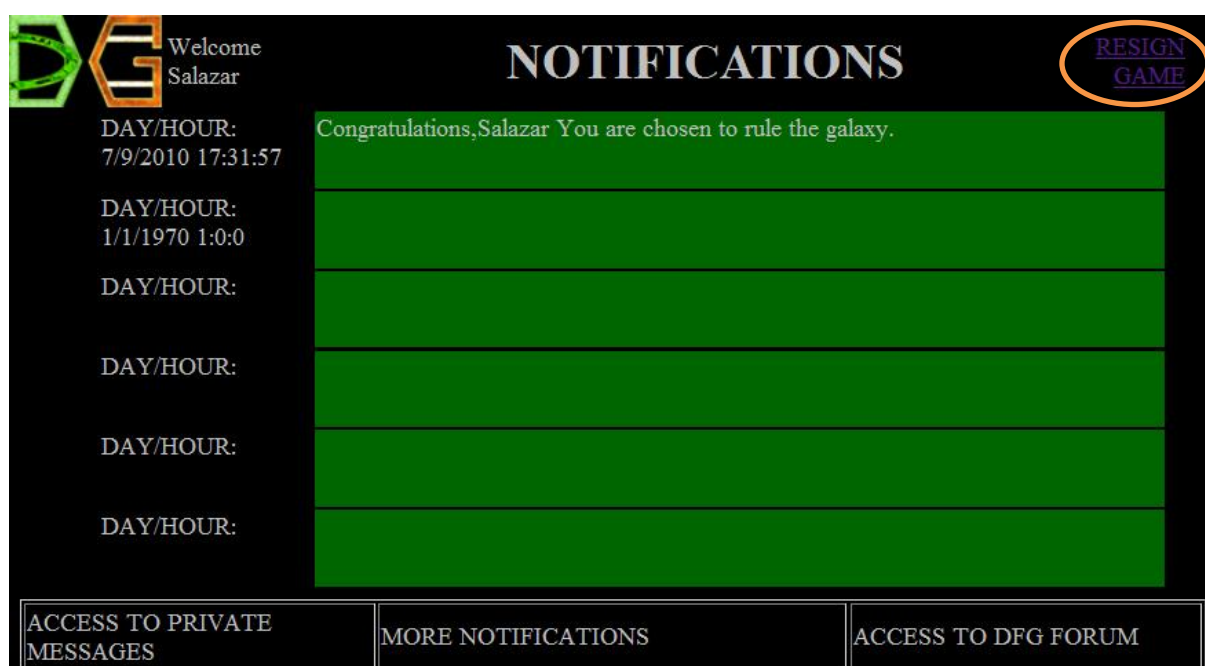 DG
Welcome
Salazar
NOTIFICATIONS
RESIGN
GAME
DAY/HOUR:
7/9/2010 17:31:57
Congratulations,Salazar You are chosen to rule the galaxy.
DAY/HOUR:
1/1/1970 1:0:0
DAY/HOUR:
DAY/HOUR:
DAY/HOUR:
DAY/HOUR:
ACCESS TO PRIVATE
MESSAGES
MORE NOTIFICATIONS
ACCESS TO DFG FORUM